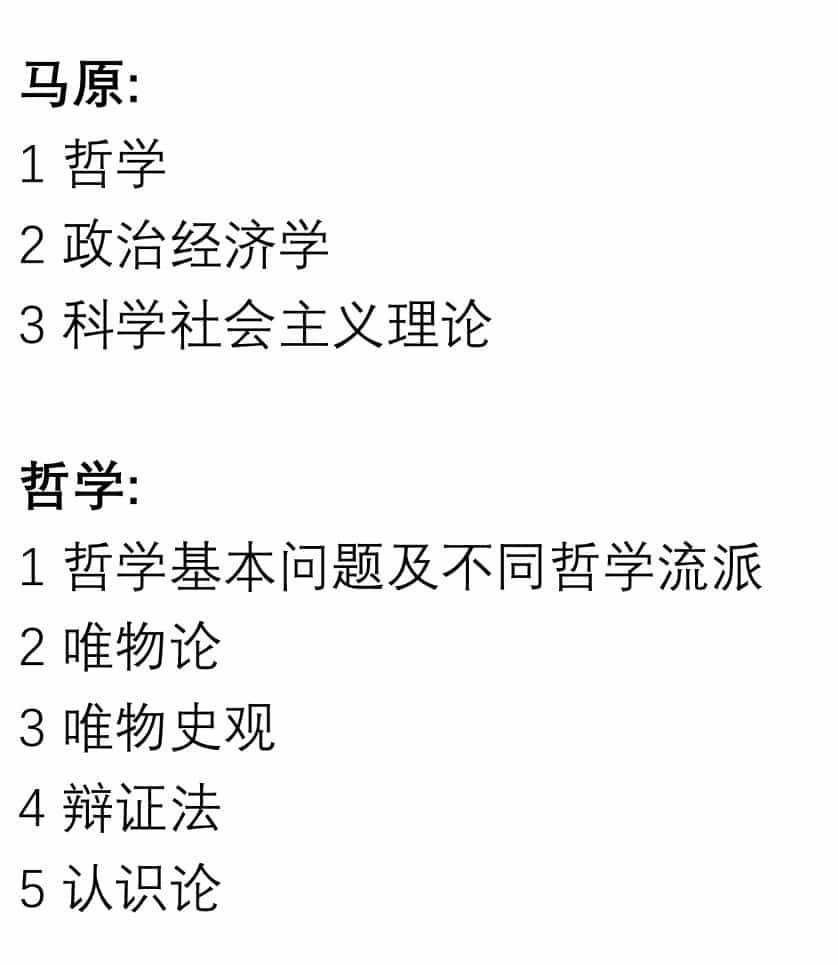 马原:
1 哲学
2 政治经济学
3 科学社会主义理论
哲学:
1 哲学基本问题及不同哲学流派
2 唯物论
3 唯物史观
4 辩证法
5 认识论